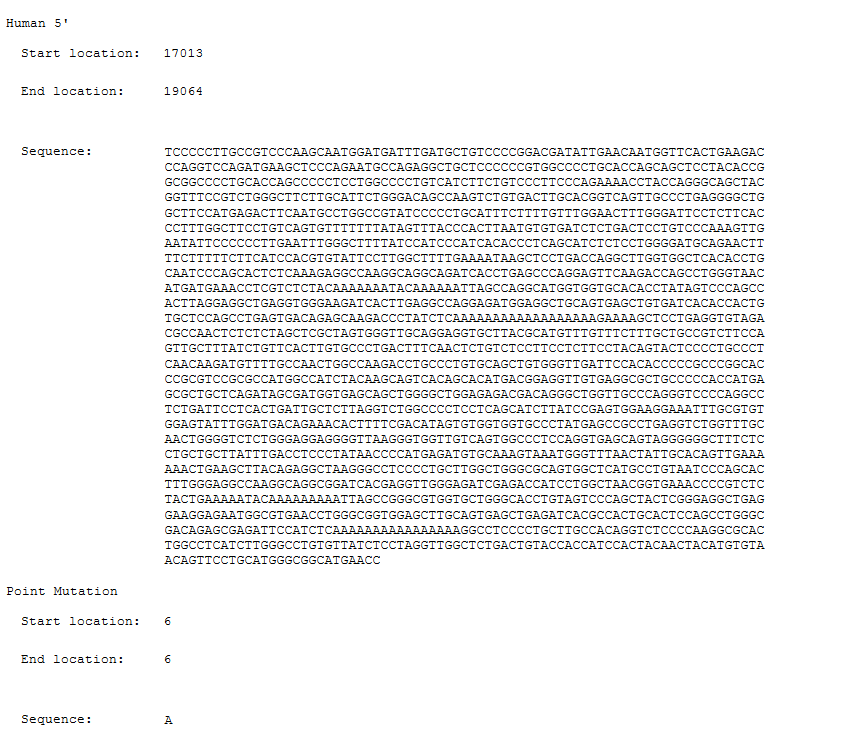 Human 5'
Start location: 17013
End location: 19064
Sequence: TCCCCCTTGCCGTCCCAAGCAATGGATGATTTGATGCTGTCCCCGGACGATATTGAACAATGGTTCACTGAAGAC
CCAGGTCCAGATGAAGCTCCCAGAATGCCAGAGGCTGCTCCCCCCGTGGCCCCTGCACCAGCAGCTCCTACACCG
GCGGCCCCTGCACCAGCCCCCTCCTGGCCCCTGTCATCTTCTGTCCCTTCCCAGAAAACCTACCAGGGCAGCTAC
GGTTTCCGTCTGGGCTTCTTGCATTCTGGGACAGCCAAGTCTGTGACTTGCACGGTCAGTTGCCCTGAGGGGCTG
GCTTCCATGAGACTTCAATGCCTGGCCGTATCCCCCTGCATTTCTTTTGTTTGGAACTTTGGGATTCCTCTTCAC
CCTTTGGCTTCCTGTCAGTGTTTTTTTATAGTTTACCCACTTAATGTGTGATCTCTGACTCCTGTCCCAAAGTTG
AATATTCCCCCCTTGAATTTGGGCTTTTATCCATCCCATCACACCCTCAGCATCTCTCCTGGGGATGCAGAACTT
TTCTTTTTCTTCATCCACGTGTATTCCTTGGCTTTTGAAAATAAGCTCCTGACCAGGCTTGGTGGCTCACACCTG
CAATCCCAGCACTCTCAAAGAGGCCAAGGCAGGCAGATCACCTGAGCCCAGGAGTTCAAGACCAGCCTGGGTAAC
ATGATGAAACCTCGTCTCTACAAAAAAATACAAAAAATTAGCCAGGCATGGTGGTGCACACCTATAGTCCCAGCC
ACTTAGGAGGCTGAGGTGGGAAGATCACTTGAGGCCAGGAGATGGAGGCTGCAGTGAGCTGTGATCACACCACTG
TGCTCCAGCCTGAGTGACAGAGCAAGACCCTATCTCAAAAAAAAAAAAAAAAAAGAAAAGCTCCTGAGGTGTAGA
CGCCAACTCTCTCTAGCTCGCTAGTGGGTTGCAGGAGGTGCTTACGCATGTTTGTTTCTTTGCTGCCGTCTTCCA
GTTGCTTTATCTGTTCACTTGTGCCCTGACTTTCAACTCTGTCTCCTTCCTCTTCCTACAGTACTCCCCTGCCCT
CAACAAGATGTTTTGCCAACTGGCCAAGACCTGCCCTGTGCAGCTGTGGGTTGATTCCACACCCCCGCCCGGCAC
CCGCGTCCGCGCCATGGCCATCTACAAGCAGTCACAGCACATGACGGAGGTTGTGAGGCGCTGCCCCCACCATGA
GCGCTGCTCAGATAGCGATGGTGAGCAGCTGGGGCTGGAGAGACGACAGGGCTGGTTGCCCAGGGTCCCCAGGCC
TCTGATTCCTCACTGATTGCTCTTAGGTCTGGCCCCTCCTCAGCATCTTATCCGAGTGGAAGGAAATTTGCGTGT
GGAGTATTTGGATGACAGAAACACTTTTCGACATAGTGTGGTGGTGCCCTATGAGCCGCCTGAGGTCTGGTTTGC
AACTGGGGTCTCTGGGAGGAGGGGTTAAGGGTGGTTGTCAGTGGCCCTCCAGGTGAGCAGTAGGGGGGCTTTCTC
CTGCTGCTTATTTGACCTCCCTATAACCCCATGAGATGTGCAAAGTAAATGGGTTTAACTATTGCACAGTTGAAA
AAACTGAAGCTTACAGAGGCTAAGGGCCTCCCCTGCTTGGCTGGGCGCAGTGGCTCATGCCTGTAATCCCAGCAC
TTTGGGAGGCCAAGGCAGGCGGATCACGAGGTTGGGAGATCGAGACCATCCTGGCTAACGGTGAAACCCCGTCTC
TACTGAAAAATACAAAAAAAAATTAGCCGGGCGTGGTGCTGGGCACCTGTAGTCCCAGCTACTCGGGAGGCTGAG
GAAGGAGAATGGCGTGAACCTGGGCGGTGGAGCTTGCAGTGAGCTGAGATCACGCCACTGCACTCCAGCCTGGGC
GACAGAGCGAGATTCCATCTCAAAAAAAAAAAAAAAAGGCCTCCCCTGCTTGCCACAGGTCTCCCCAAGGCGCAC
TGGCCTCATCTTGGGCCTGTGTTATCTCCTAGGTTGGCTCTGACTGTACCACCATCCACTACAACTACATGTGTA
ACAGTTCCTGCATGGGCGGCATGAACC
Point Mutation
Start location: 6
End location: 6
Sequence: A